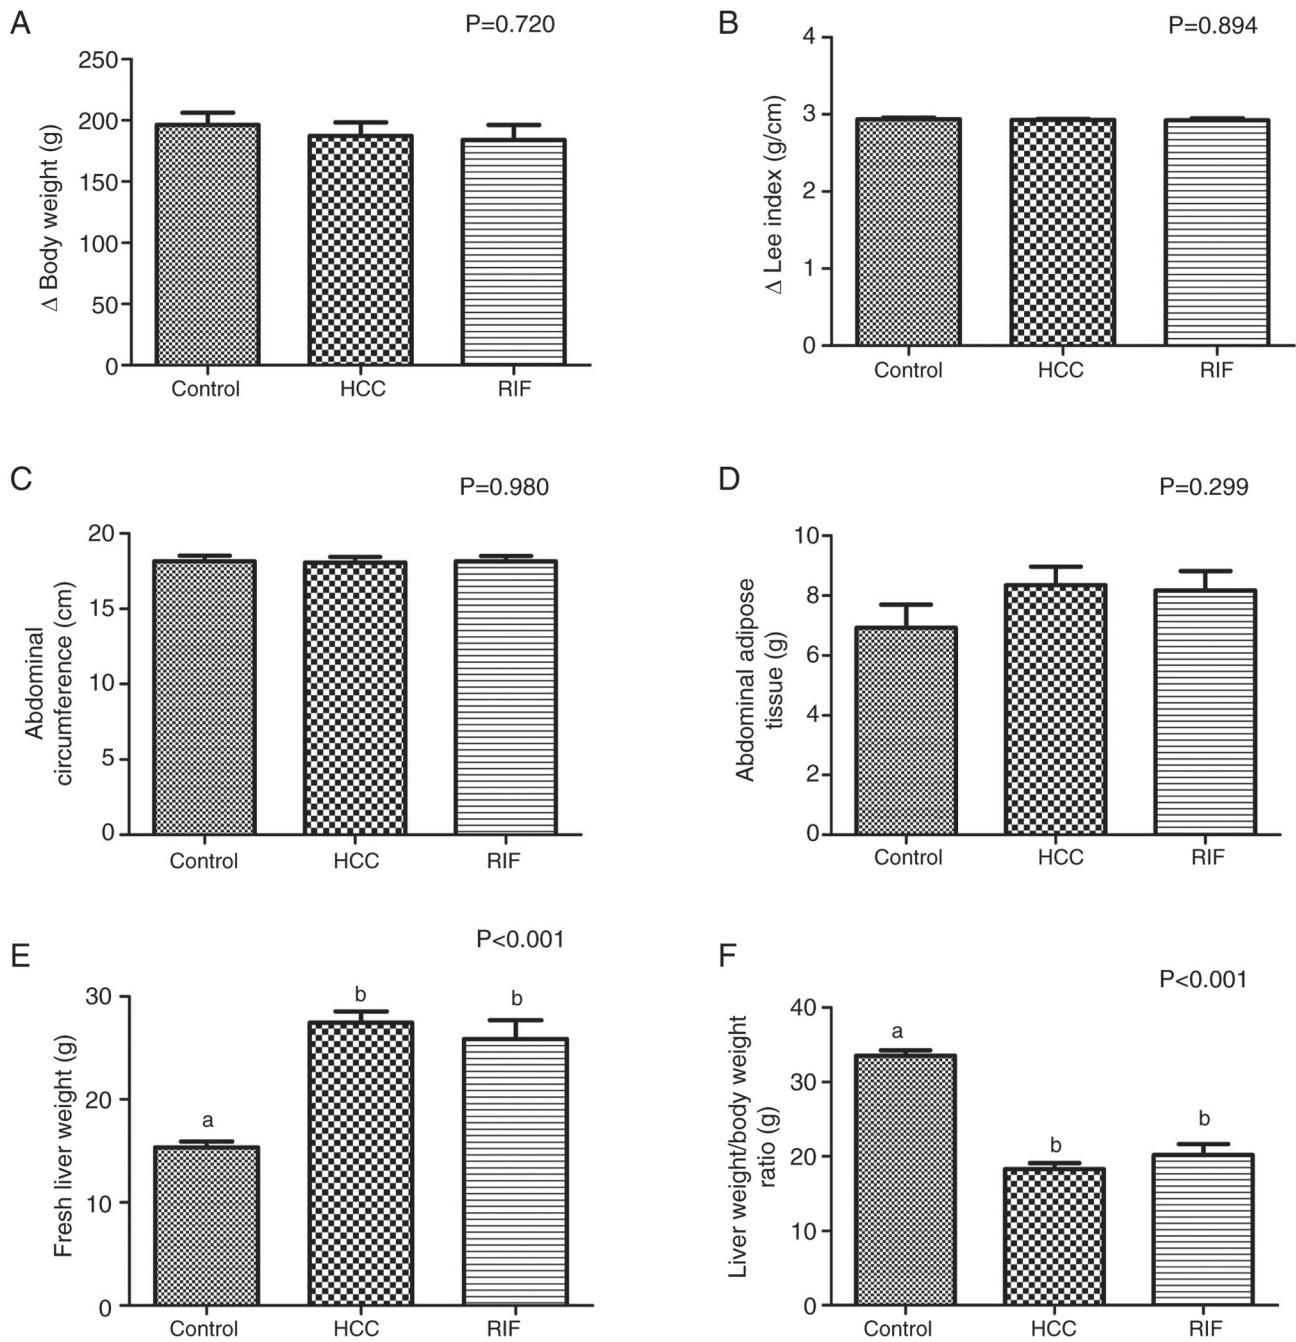 A
P=0.720
Δ Body weight (g)
250
200
150
100
50
0
Control HCC RIF
B
P=0.894
Δ Lee index (g/cm)
4
3
2
1
0
Control HCC RIF
C
P=0.980
Abdominal
circumference (cm)
20
15
10
5
0
Control HCC RIF
D
P=0.299
Abdominal adipose
tissue (g)
10
8
6
4
2
0
Control HCC RIF
E
P<0.001
Fresh liver weight (g)
30
20
10
0
a b b
Control HCC RIF
F
P<0.001
Liver weight/body weight
ratio (g)
40
30
20
10
0
a b b
Control HCC RIF